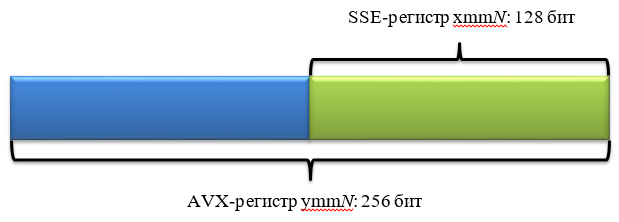 SSE-регистр xmmN: 128 бит
AVX-регистр ymmN: 256 бит